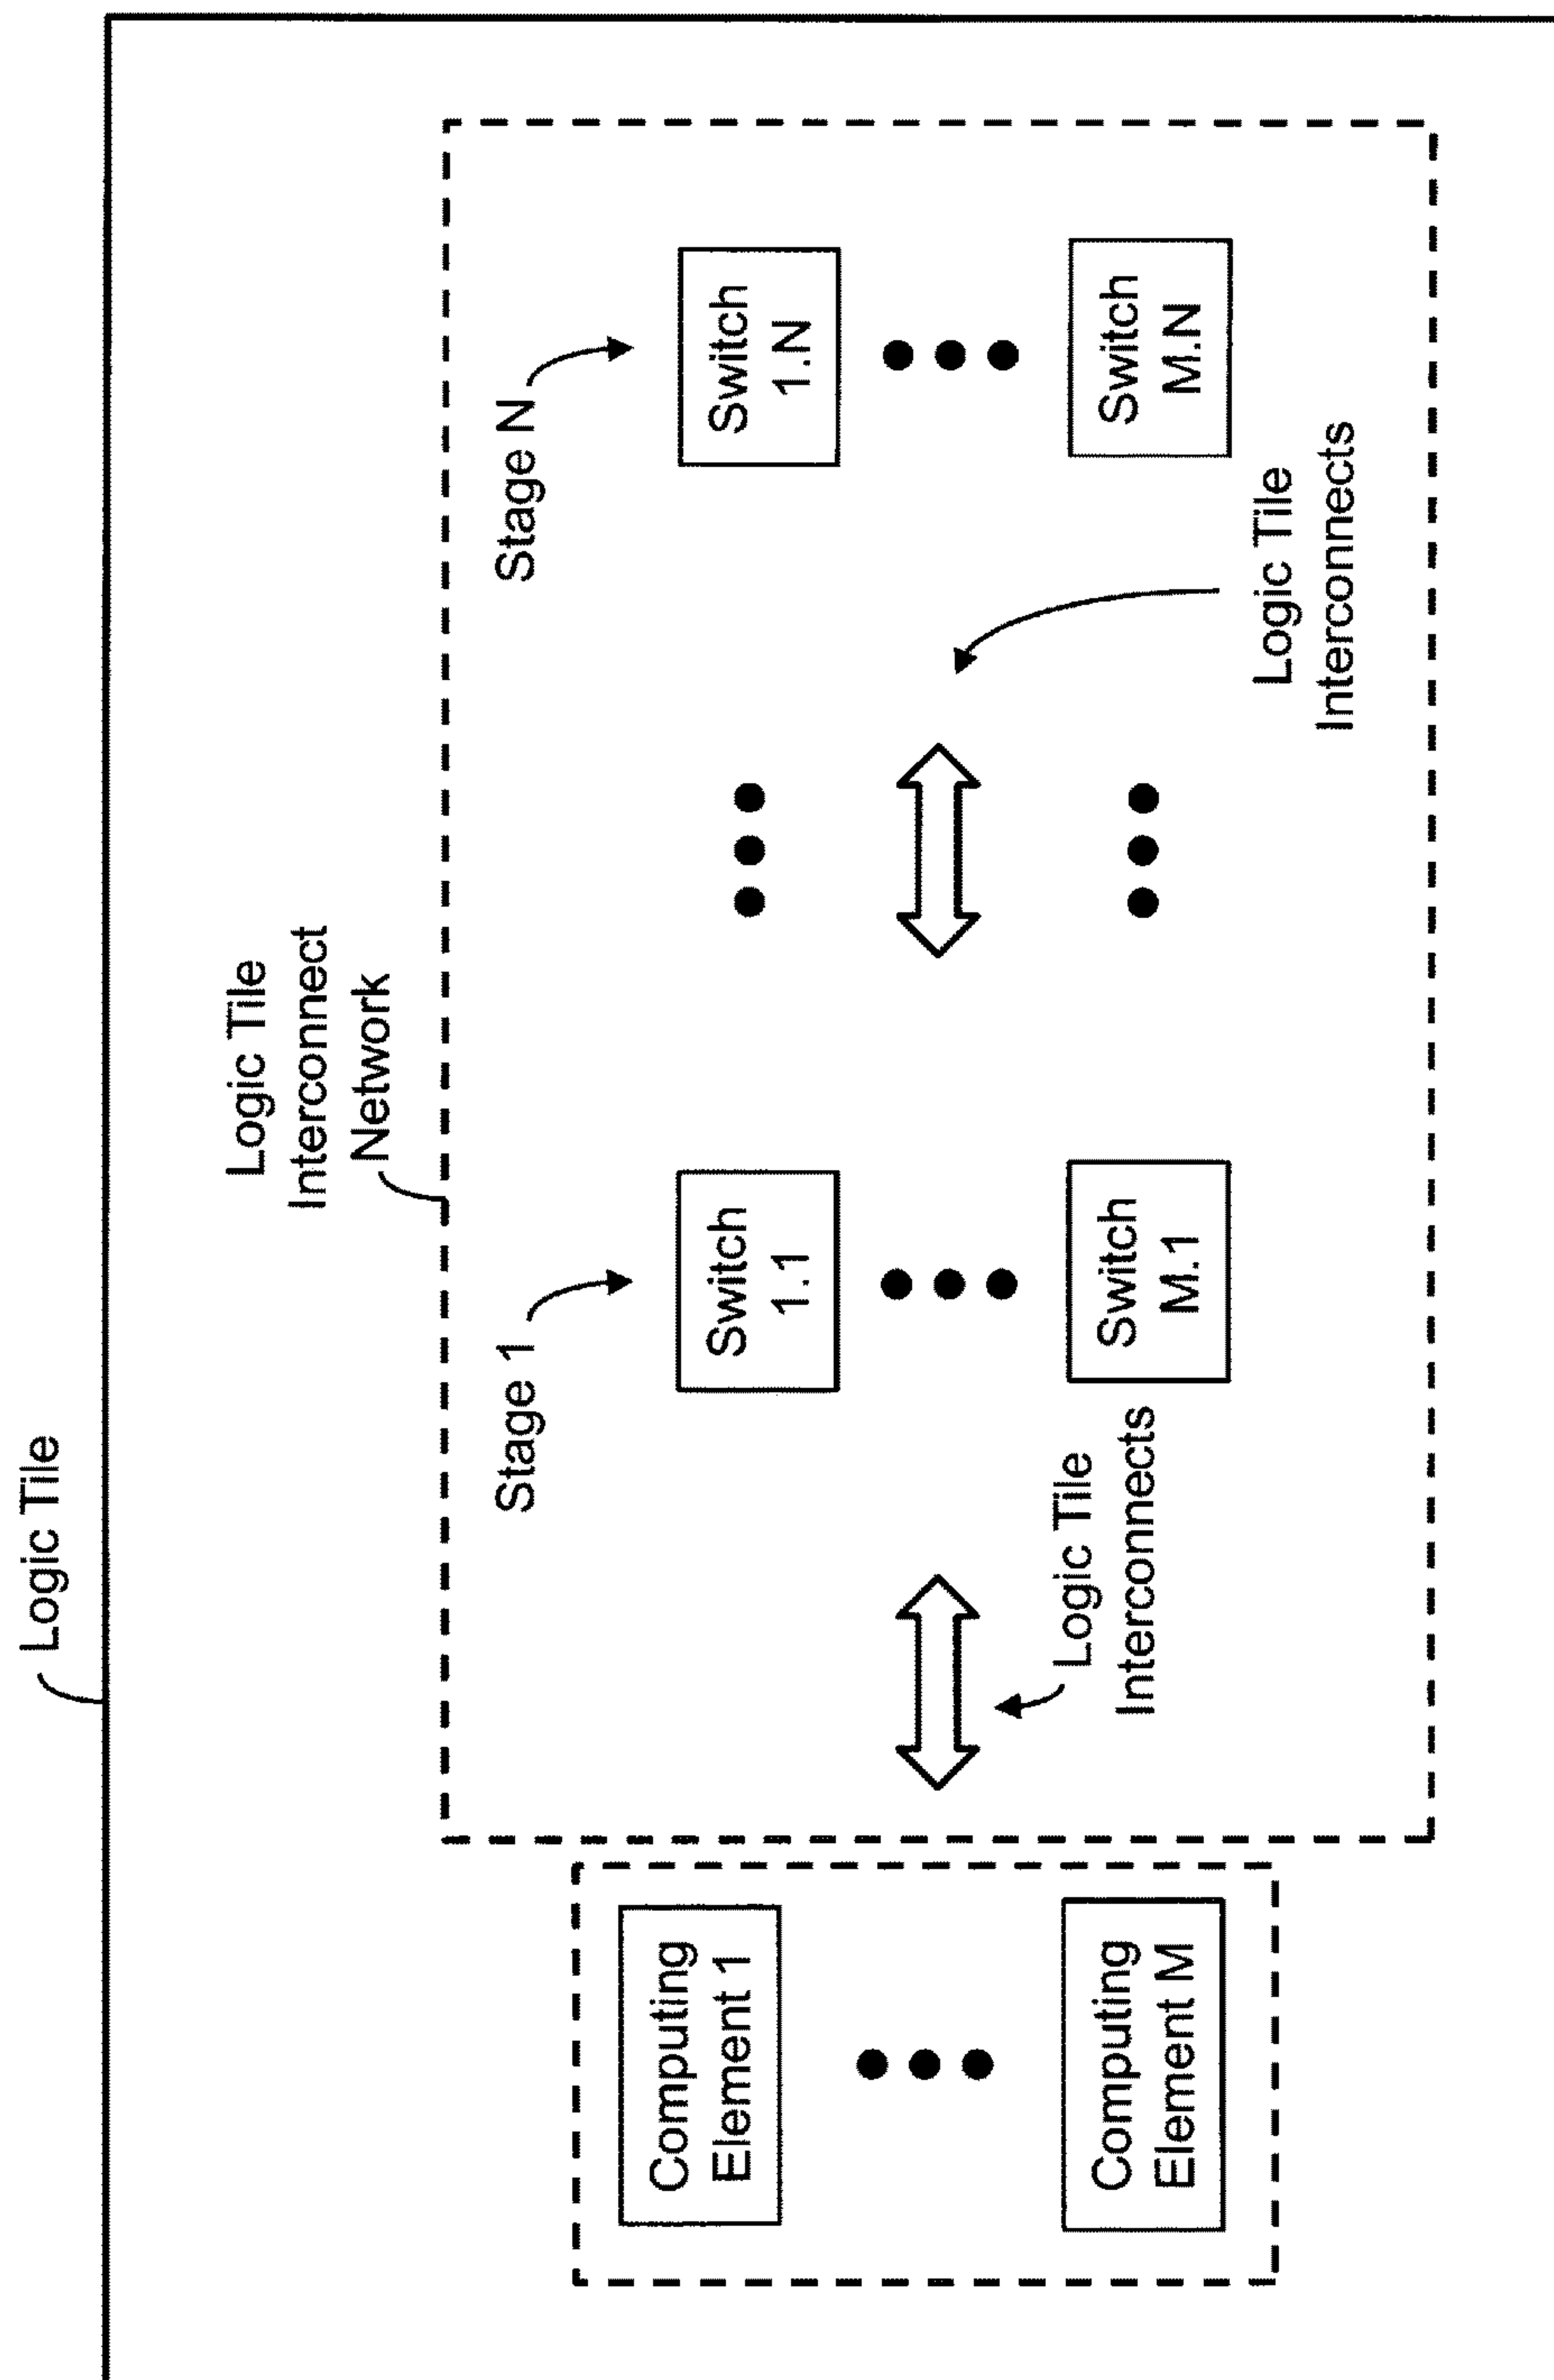 Logic Tile
Logic Tile
Interconnect
Network
Stage 1
Stage N
Computing
Element 1
Switch
1.1
Switch
1.N
Computing
Element M
Switch
M.1
Switch
M.N
Logic Tile
Interconnects
Logic Tile
Interconnects